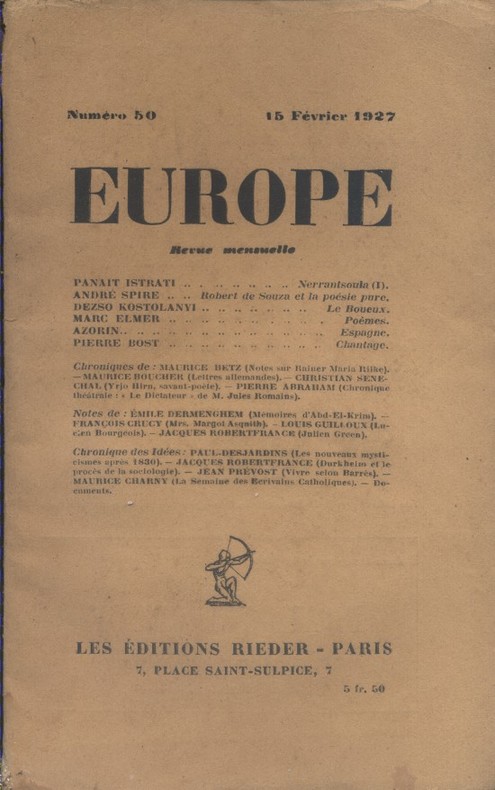 Numéro 50 15 Février 1927
EUROPE
Revue mensuelle
PANAIT ISTRATI .. .. .. .. .. .. .. Nerrantsoula (I).
ANDRÉ SPIRE .. .. Robert de Souza et la poésie pure.
DEZSO KOSTOLANYI .. .. .. .. .. .. .. Le Boueux.
MARC ELMER .. .. .. .. .. .. .. .. .. Poèmes.
AZORIN.. .. .. .. .. .. .. .. .. .. .. .. Espagne.
PIERRE BOST .. .. .. .. .. .. .. .. .. Chantage.
Chroniques de : MAURICE BETZ (Notes sur Rainer Maria Rilke).
— MAURICE BOUCHER (Lettres allemandes). — CHRISTIAN SENE-
CHAL (Yrjo Hirn, savant-poète). — PIERRE ABRAHAM (Chronique
théâtrale : « Le Dictateur » de M. Jules Romains).
Notes de : ÉMILE DERMENGHEM (Mémoires d'Abd-El-Krim). —
FRANÇOIS CRUCY (Mrs. Margot Asquith). — LOUIS GUILLOUX (Lu-
cien Bourgeois). — JACQUES ROBERTFRANCE (Julien Green).
Chronique des Idées : PAUL-DESJARDINS (Les nouveaux mysti-
cismes après 1830). — JACQUES ROBERTFRANCE (Durkheim et le
procès de la sociologie). — JEAN PRÉVOST (Vivre selon Barrès). —
MAURICE CHARNY (La Semaine des Ecrivains Catholiques). — Do-
cuments.
LES ÉDITIONS RIEDER - PARIS
7, PLACE SAINT-SULPICE, 7
5 fr. 50